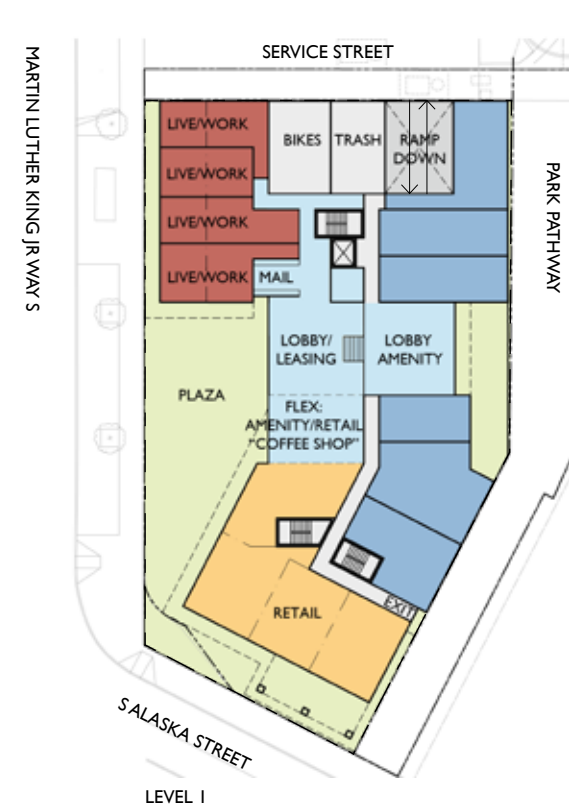 SERVICE STREET
MARTIN LUTHER KING JR WAY S
PARK PATHWAY
LIVE/WORK
BIKES
TRASH
RAMP
DOWN
LIVE/WORK
LIVE/WORK
LIVE/WORK
MAIL
LOBBY/
LEASING
LOBBY
AMENITY
PLAZA
FLEX:
AMENITY/RETAIL
"COFFEE SHOP"
EXIT
RETAIL
S ALASKA STREET
LEVEL 1